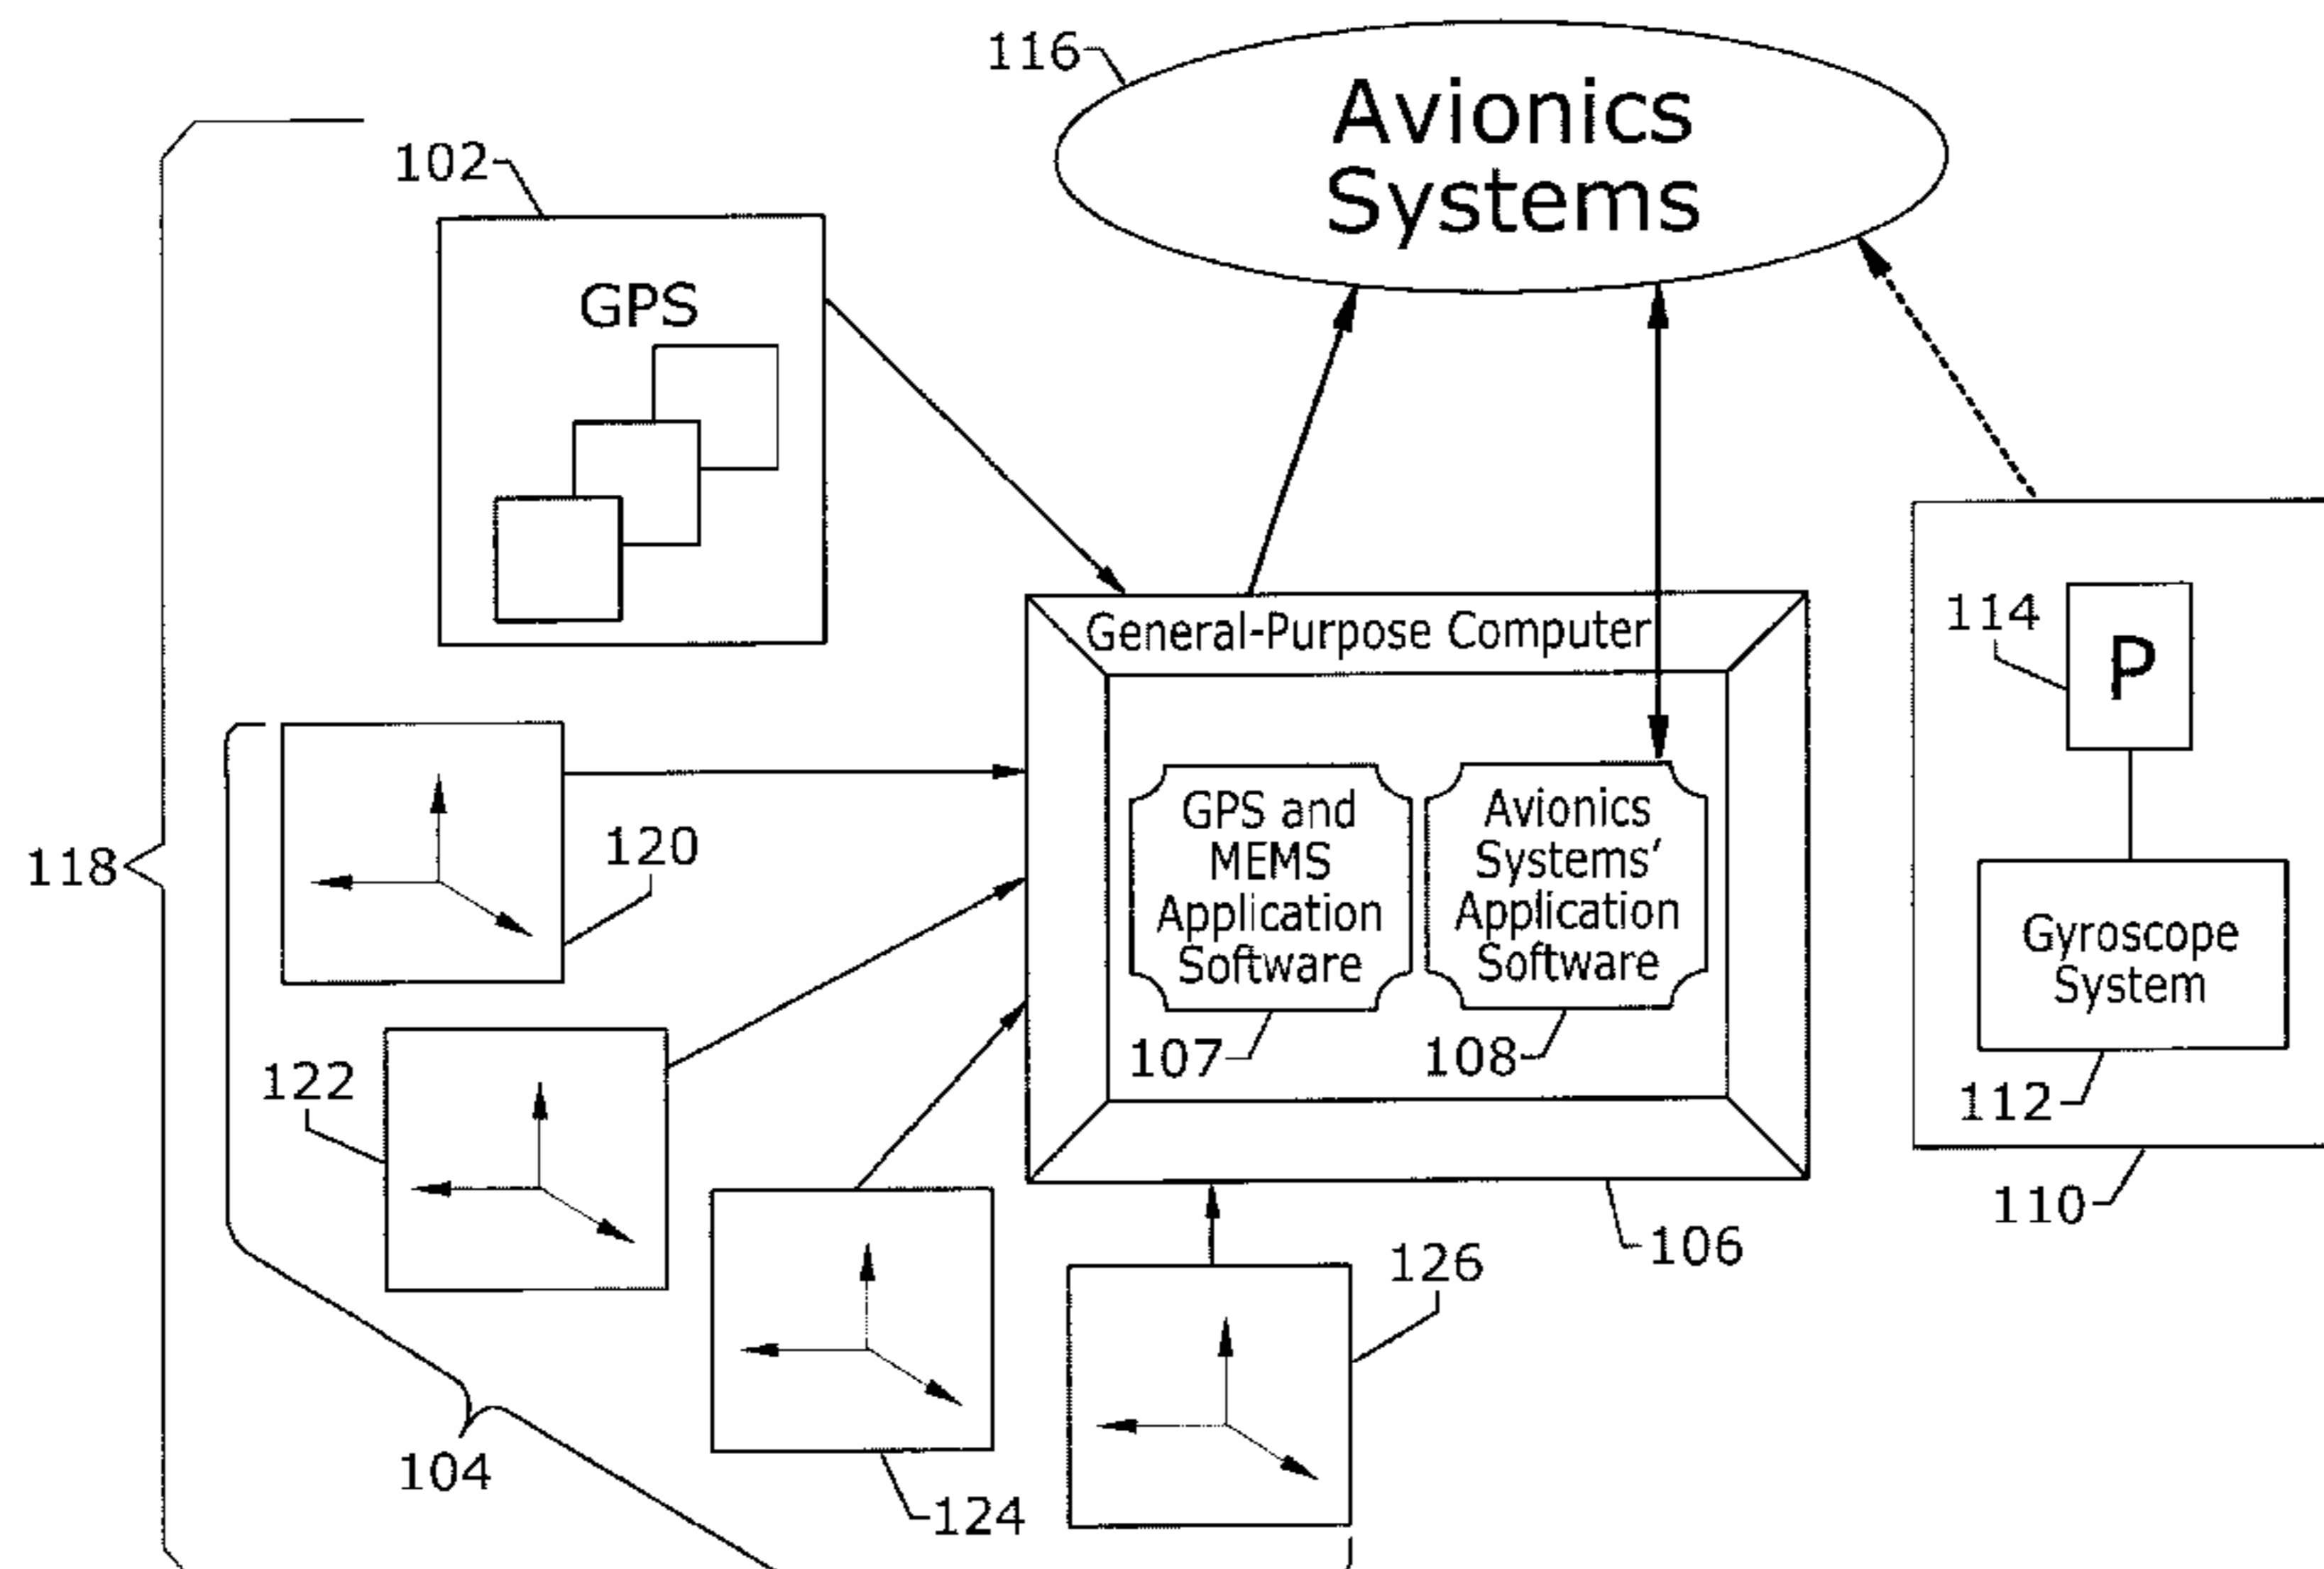 116
Avionics
Systems
102
GPS
General-Purpose Computer
114
P
118
120
GPS and
MEMS
Application
Software
Avionics
Systems'
Application
Software
Gyroscope
System
107
108
112
122
110
106
126
104
124